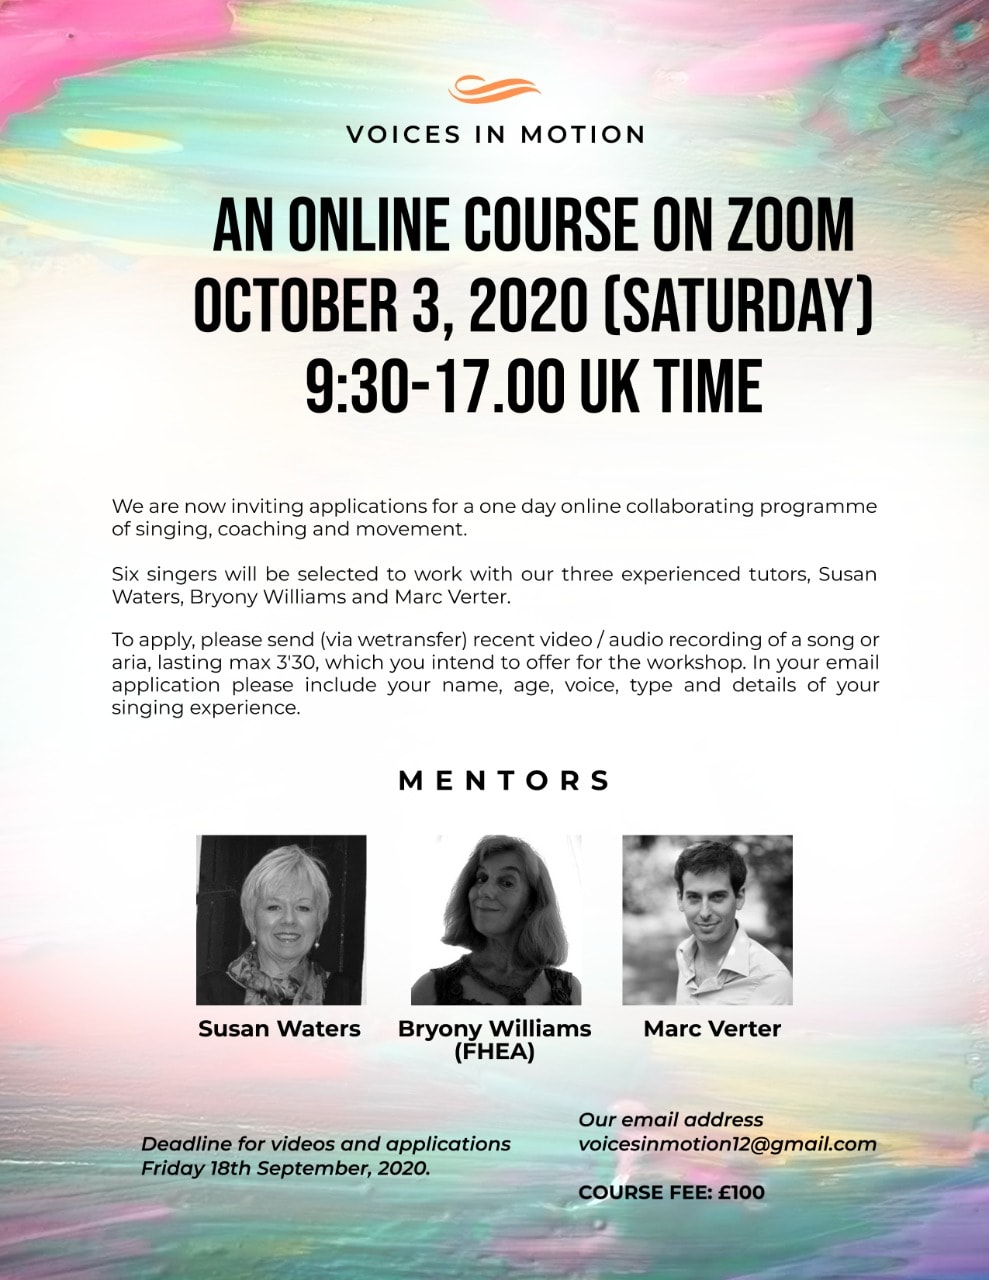 VOICES IN MOTION
AN ONLINE COURSE ON ZOOM
OCTOBER 3, 2020 (SATURDAY)
9:30-17.00 UK TIME
We are now inviting applications for a one day online collaborating programme
of singing, coaching and movement.
Six singers will be selected to work with our three experienced tutors, Susan
Waters, Bryony Williams and Marc Verter.
To apply, please send (via wetransfer) recent video / audio recording of a song or
aria, lasting max 3'30, which you intend to offer for the workshop. In your email
application please include your name, age, voice, type and details of your
singing experience.
MENTORS
Susan Waters
Bryony Williams
(FHEA)
Marc Verter
Deadline for videos and applications
Friday 18th September, 2020.
Our email address
voicesinmotion12@gmail.com
COURSE FEE: £100